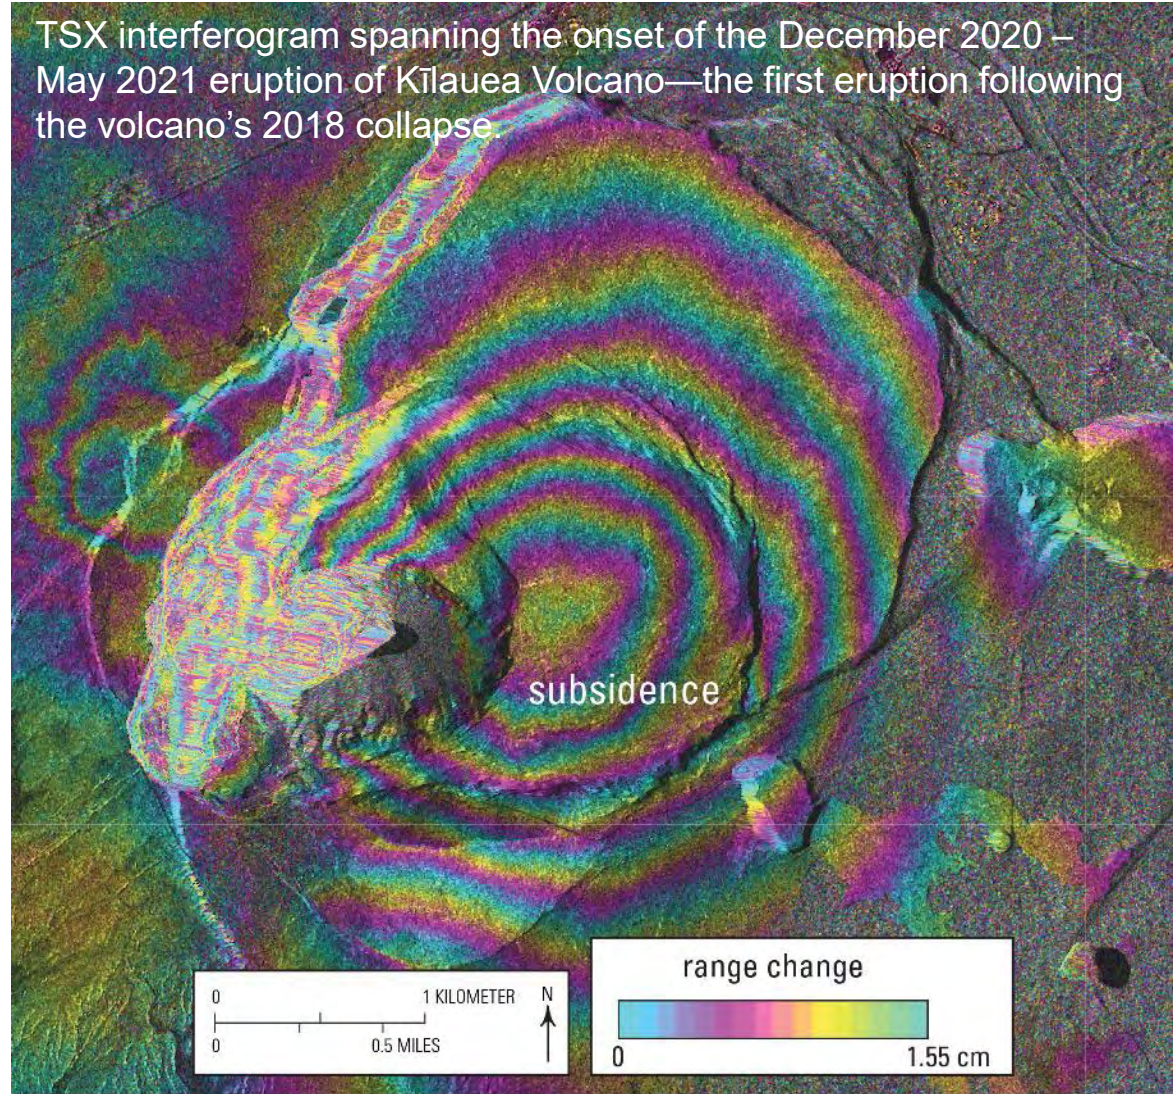 TSX interferogram spanning the onset of the December 2020 –
May 2021 eruption of Kīlauea Volcano—the first eruption following
the volcano’s 2018 collapse.
subsidence
0 1 KILOMETER N
0 0.5 MILES
range change
0 1.55 cm